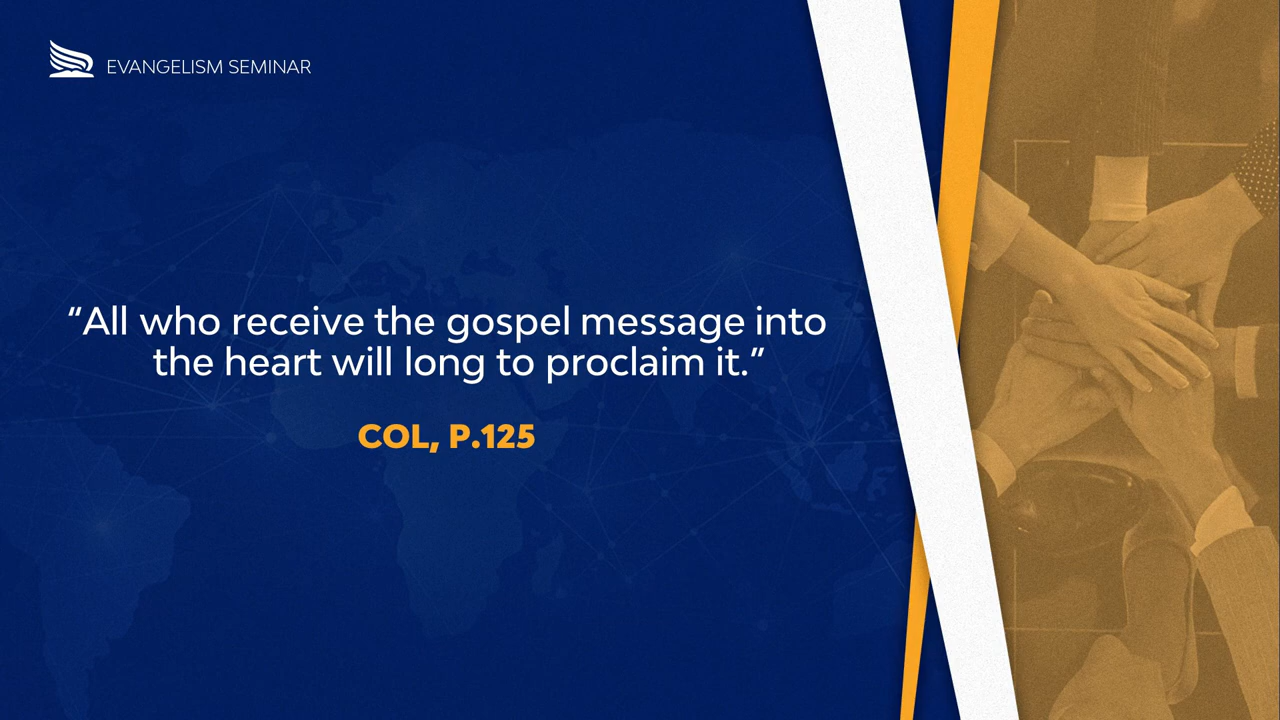 EVANGELISM SEMINAR
“All who receive the gospel message into
the heart will long to proclaim it.”
COL, P.125